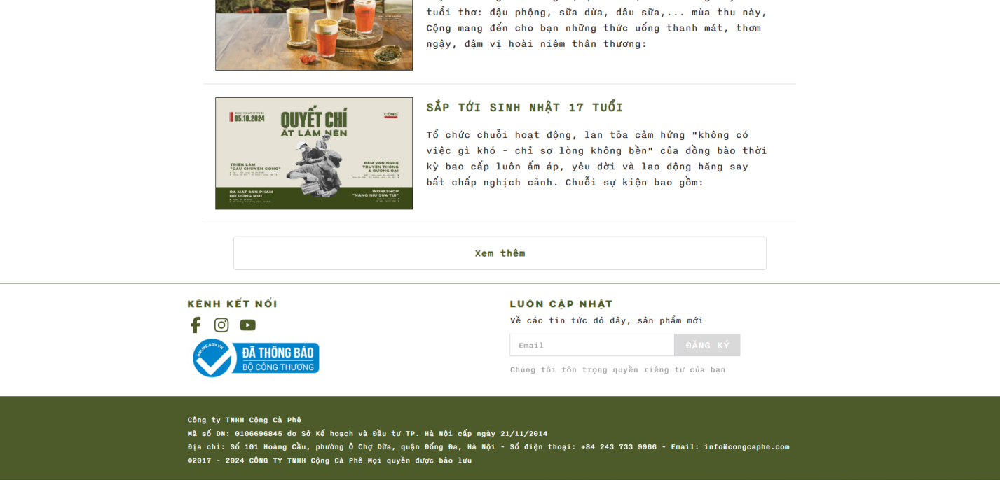 tuổi thơ: đậu phộng, sữa dừa, dâu sữa,... mùa thu này,
Cộng mang đến cho bạn những thức uống thanh mát, thơm
ngậy, đậm vị hoài niệm thân thương:
SINH NHẬT 17 TUỔI
05.10.2024
QUYẾT CHÍ
ẮT LÀM NÊN
CỘNG
TRIỂN LÃM
"CÂU CHUYỆN CỘNG"
ĐÊM VĂN NGHỆ
TRUYỀN THỐNG
& ĐƯƠNG ĐẠI
RA MẮT SẢN PHẨM
ĐỒ UỐNG MỚI
WORKSHOP
"NÂNG NIU SỬA TÚI"
SẮP TỚI SINH NHẬT 17 TUỔI
Tổ chức chuỗi hoạt động, lan tỏa cảm hứng "không có
việc gì khó - chỉ sợ lòng không bền" của đồng bào thời
kỳ bao cấp luôn ấm áp, yêu đời và lao động hăng say
bất chấp nghịch cảnh. Chuỗi sự kiện bao gồm:
Xem thêm
KÊNH KẾT NỐI
ONLINE.GOV.VN
ĐÃ THÔNG BÁO
BỘ CÔNG THƯƠNG
LUÔN CẬP NHẬT
Về các tin tức đó đây, sản phẩm mới
Email
ĐĂNG KÝ
Chúng tôi tôn trọng quyền riêng tư của bạn
Công ty TNHH Cộng Cà Phê
Mã số DN: 0106696845 do Sở Kế hoạch và Đầu tư TP. Hà Nội cấp ngày 21/11/2014
Địa chỉ: Số 101 Hoàng Cầu, phường Ô Chợ Dừa, quận Đống Đa, Hà Nội - Số điện thoại: +84 243 733 9966 - Email: info@congcaphe.com
©2017 - 2024 CÔNG TY TNHH Cộng Cà Phê Mọi quyền được bảo lưu